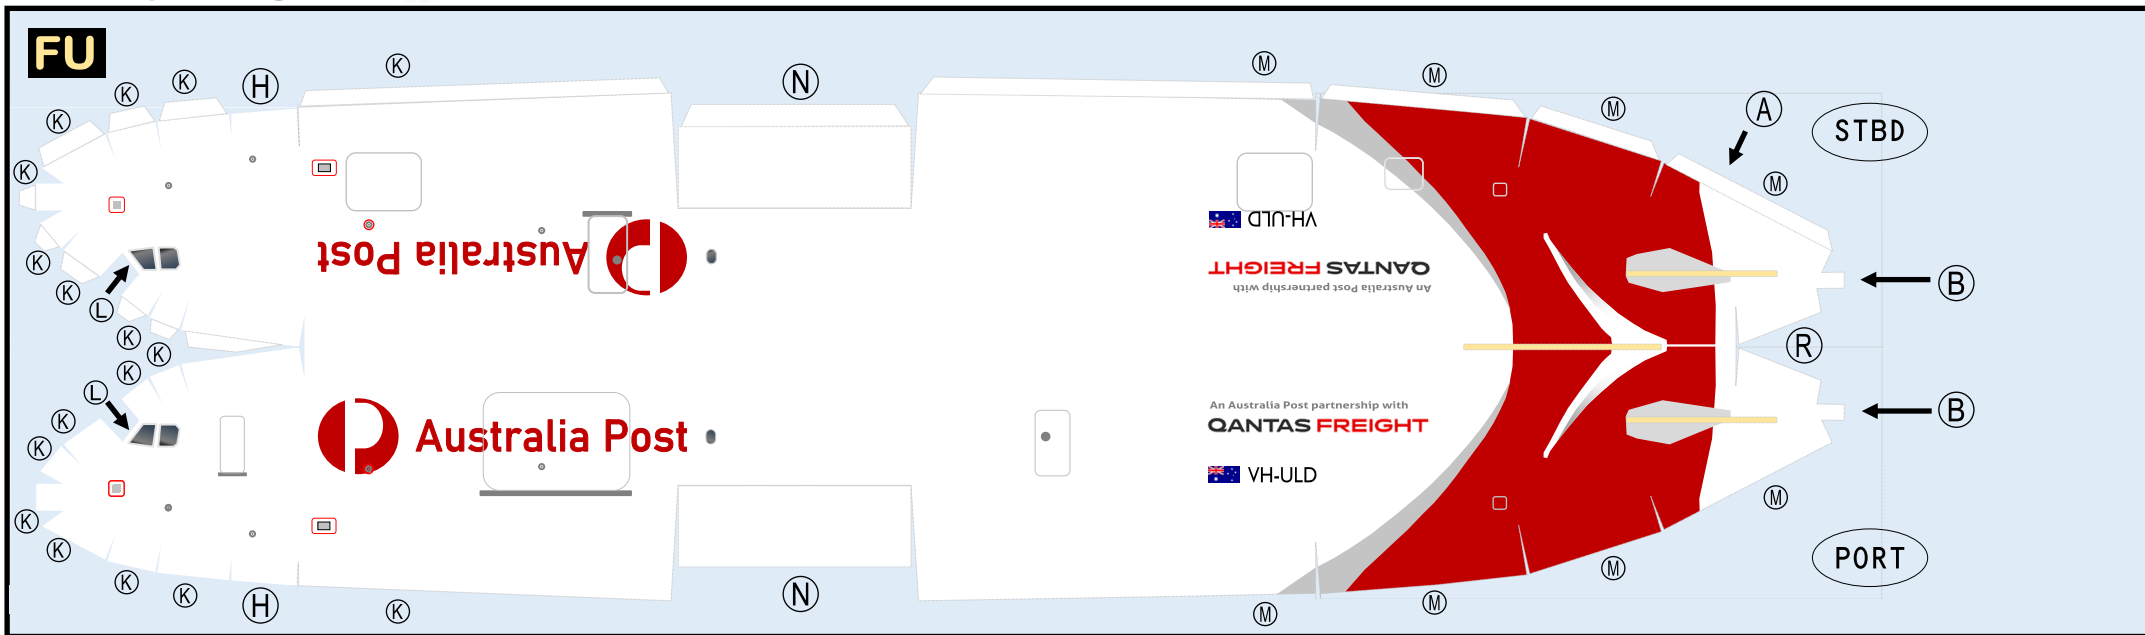 FU
K
K
K
H
K
N
M
M
M
A
STBD
K
M
K
VH-ULD
Australia Post
QANTAS FREIGHT
An Australia Post partnership with
K
K
L
B
K
K
R
K
L
An Australia Post partnership with
B
K
Australia Post
QANTAS FREIGHT
K
VH-ULD
M
K
K
PORT
K
K
H
K
N
M
M
M